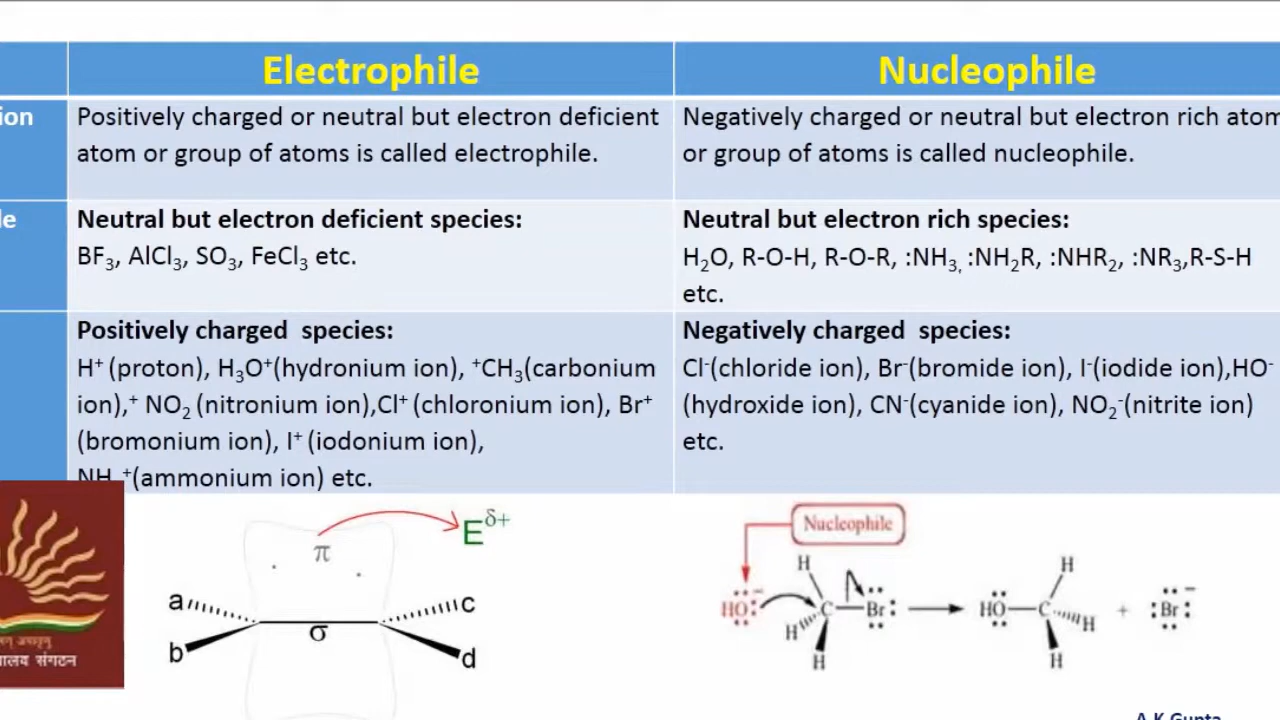 Electrophile Nucleophile
ion
Positively charged or neutral but electron deficient
atom or group of atoms is called electrophile.
Negatively charged or neutral but electron rich atom
or group of atoms is called nucleophile.
le
Neutral but electron deficient species:
BF₃, AlCl₃, SO₃, FeCl₃ etc.
Neutral but electron rich species:
H₂O, R-O-H, R-O-R, :NH₃, :NH₂R, :NHR₂, :NR₃,R-S-H
etc.
Positively charged species:
H⁺ (proton), H₃O⁺(hydronium ion), ⁺CH₃(carbonium
ion),⁺ NO₂ (nitronium ion),Cl⁺ (chloronium ion), Br⁺
(bromonium ion), I⁺ (iodonium ion),
NH ⁺(ammonium ion) etc.
Negatively charged species:
Cl⁻(chloride ion), Br⁻(bromide ion), I⁻(iodide ion),HO⁻
(hydroxide ion), CN⁻(cyanide ion), NO₂⁻(nitrite ion)
etc.
π
E δ+
a
b
σ
c
d
Nucleophile
HO:⁻ H C Br: H H
HO C H H H + :Br:⁻
संगठन
A K Gupta